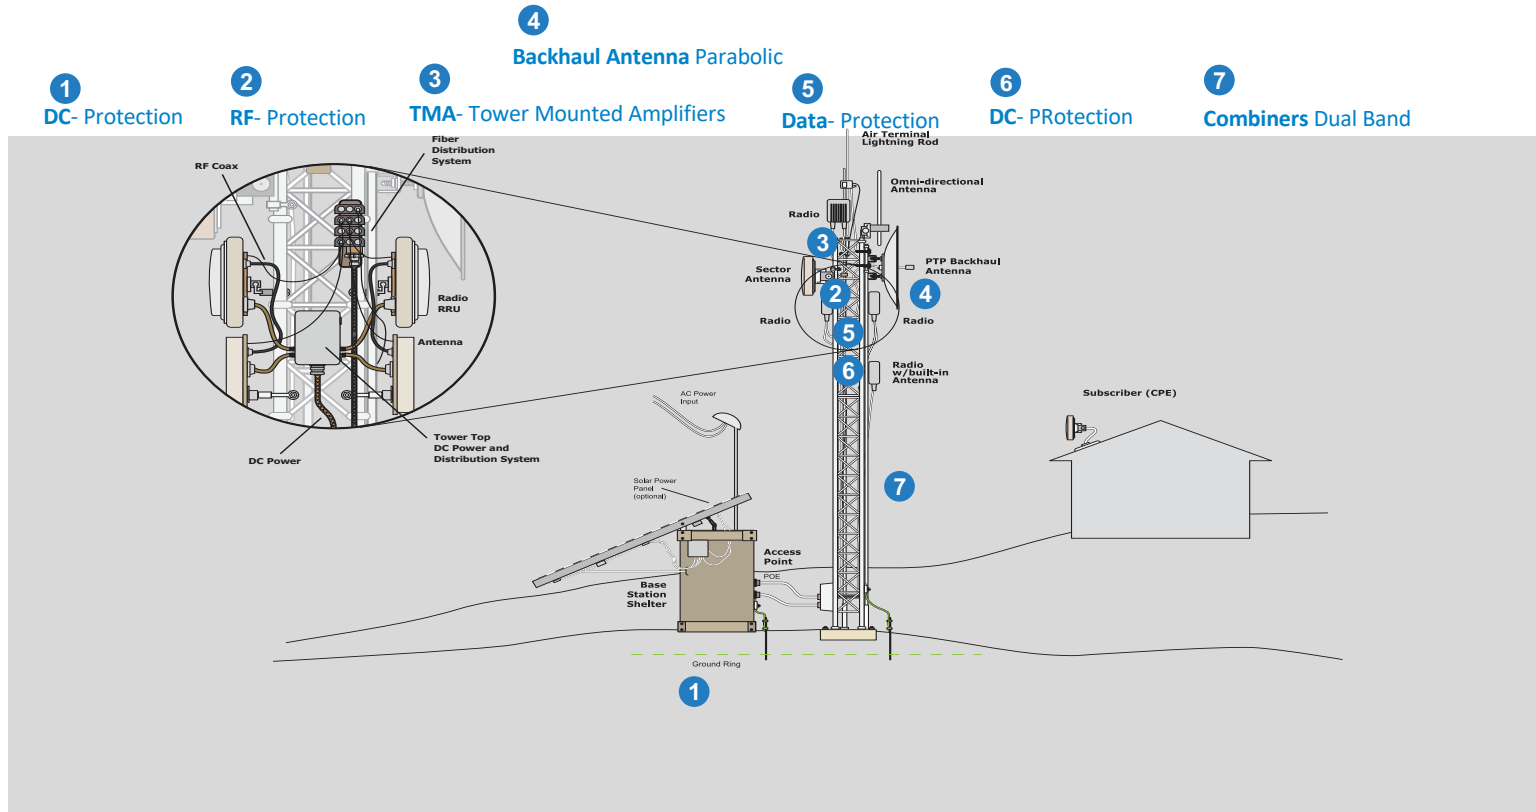 4
Backhaul Antenna Parabolic
1
DC- Protection
2
RF- Protection
3
TMA- Tower Mounted Amplifiers
5
Data- Protection
6
DC- PRotection
7
Combiners Dual Band
Fiber
Distribution
System
RF Coax
Radio
RRU
Antenna
Tower Top
DC Power and
Distribution System
DC Power
Air Terminal
Lightning Rod
Omni-directional
Antenna
Radio
3
Sector
Antenna
PTP Backhaul
Antenna
2
4
Radio
5
Radio
6
Radio
w/built-in
Antenna
AC Power
Input
Subscriber (CPE)
Solar Power
Panel
(optional)
7
Access
Point
POE
Base
Station
Shelter
Ground Ring
1